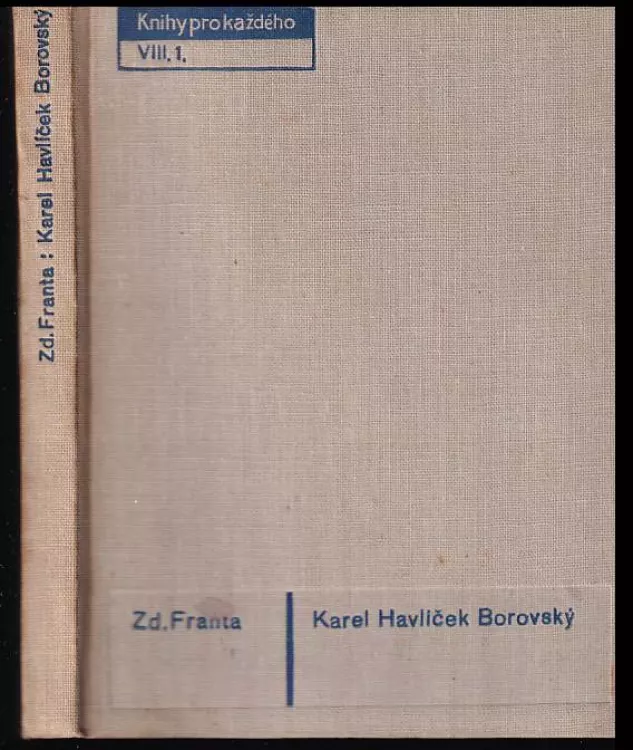 Knihy pro každého
VIII. 1.
Zd. Franta : Karel Havlíček Borovský
Zd. Franta
Karel Havlíček Borovský